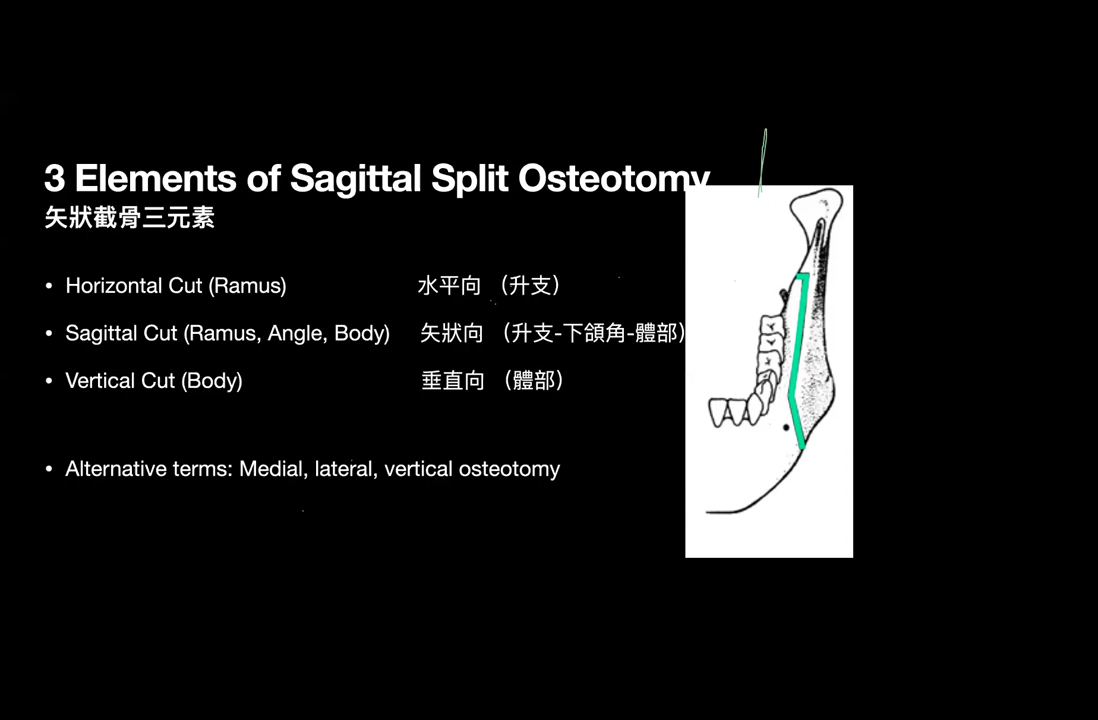 3 Elements of Sagittal Split Osteotomy
矢狀截骨三元素
• Horizontal Cut (Ramus) 水平向 （升支）
• Sagittal Cut (Ramus, Angle, Body) 矢狀向 （升支-下頜角-體部）
• Vertical Cut (Body) 垂直向 （體部）
• Alternative terms: Medial, lateral, vertical osteotomy